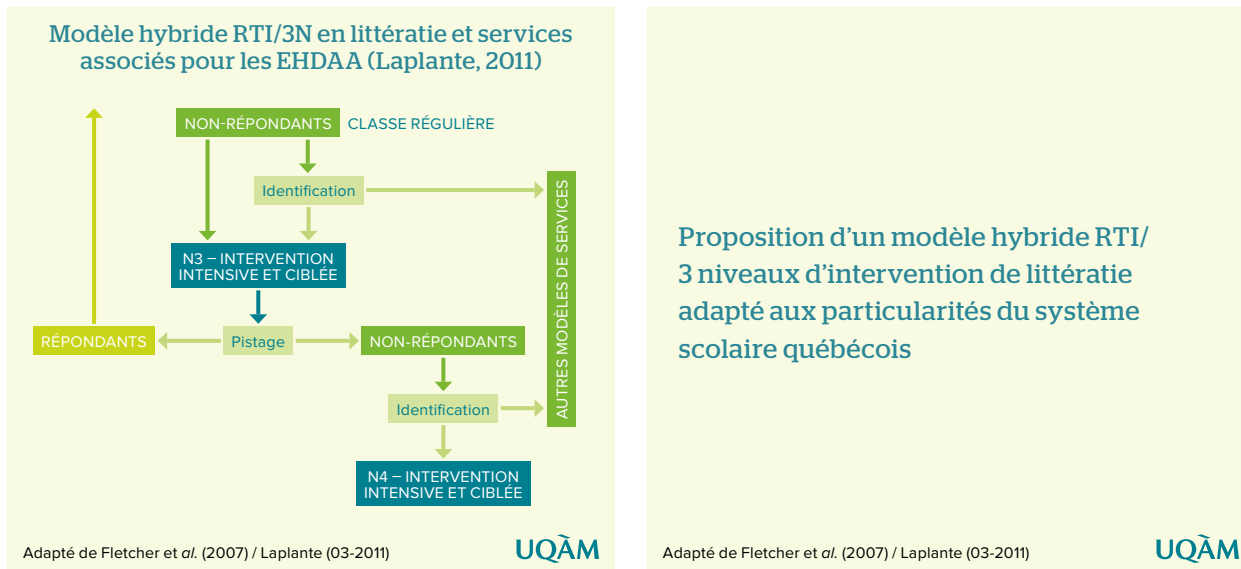 Modèle hybride RTI/3N en littératie et services
associés pour les EHDAA (Laplante, 2011)
NON-RÉPONDANTS
CLASSE RÉGULIÈRE
Identification
AUTRES MODÈLES DE SERVICES
N3 – INTERVENTION
INTENSIVE ET CIBLÉE
RÉPONDANTS
Pistage
NON-RÉPONDANTS
Identification
N4 – INTERVENTION
INTENSIVE ET CIBLÉE
Adapté de Fletcher et al. (2007) / Laplante (03-2011)
UQÀM
Proposition d’un modèle hybride RTI/
3 niveaux d’intervention de littératie
adapté aux particularités du système
scolaire québécois
Adapté de Fletcher et al. (2007) / Laplante (03-2011)
UQÀM